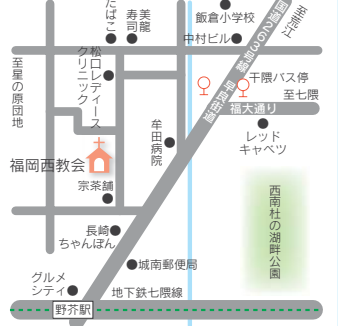 たばこ
寿司
美龍
飯倉小学校
中村ビル
国道263号線
至荒江
松口レディース
クリニック
至星の原団地
干隈バス停
至七隈
早良街道
福大通り
牟田病院
レッド
キャベツ
福岡西教会
宗茶舗
西南杜の湖畔公園
長崎
ちゃんぽん
城南郵便局
グルメ
シティ
地下鉄七隈線
野芥駅